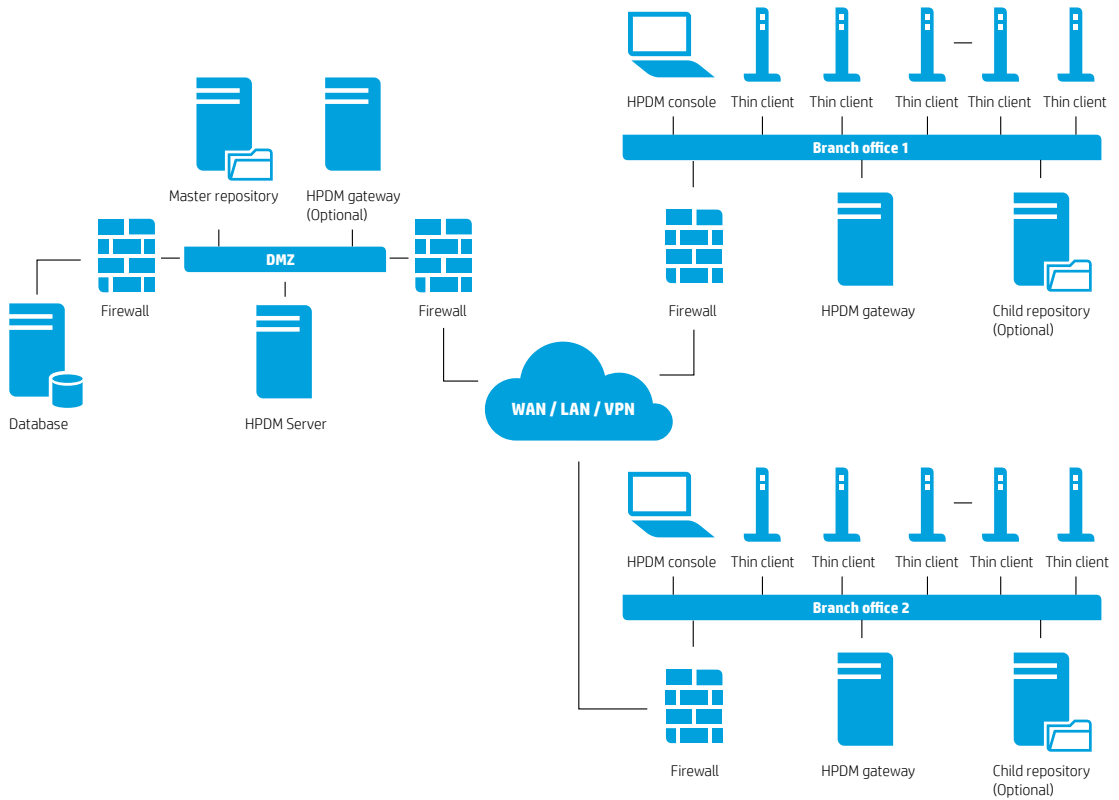 HPDM console
Thin client
Thin client
Thin client
Thin client
Thin client
Branch office 1
Master repository
HPDM gateway
(Optional)
DMZ
Firewall
Firewall
Firewall
HPDM gateway
Child repository
(Optional)
Database
HPDM Server
WAN / LAN / VPN
HPDM console
Thin client
Thin client
Thin client
Thin client
Thin client
Branch office 2
Firewall
HPDM gateway
Child repository
(Optional)